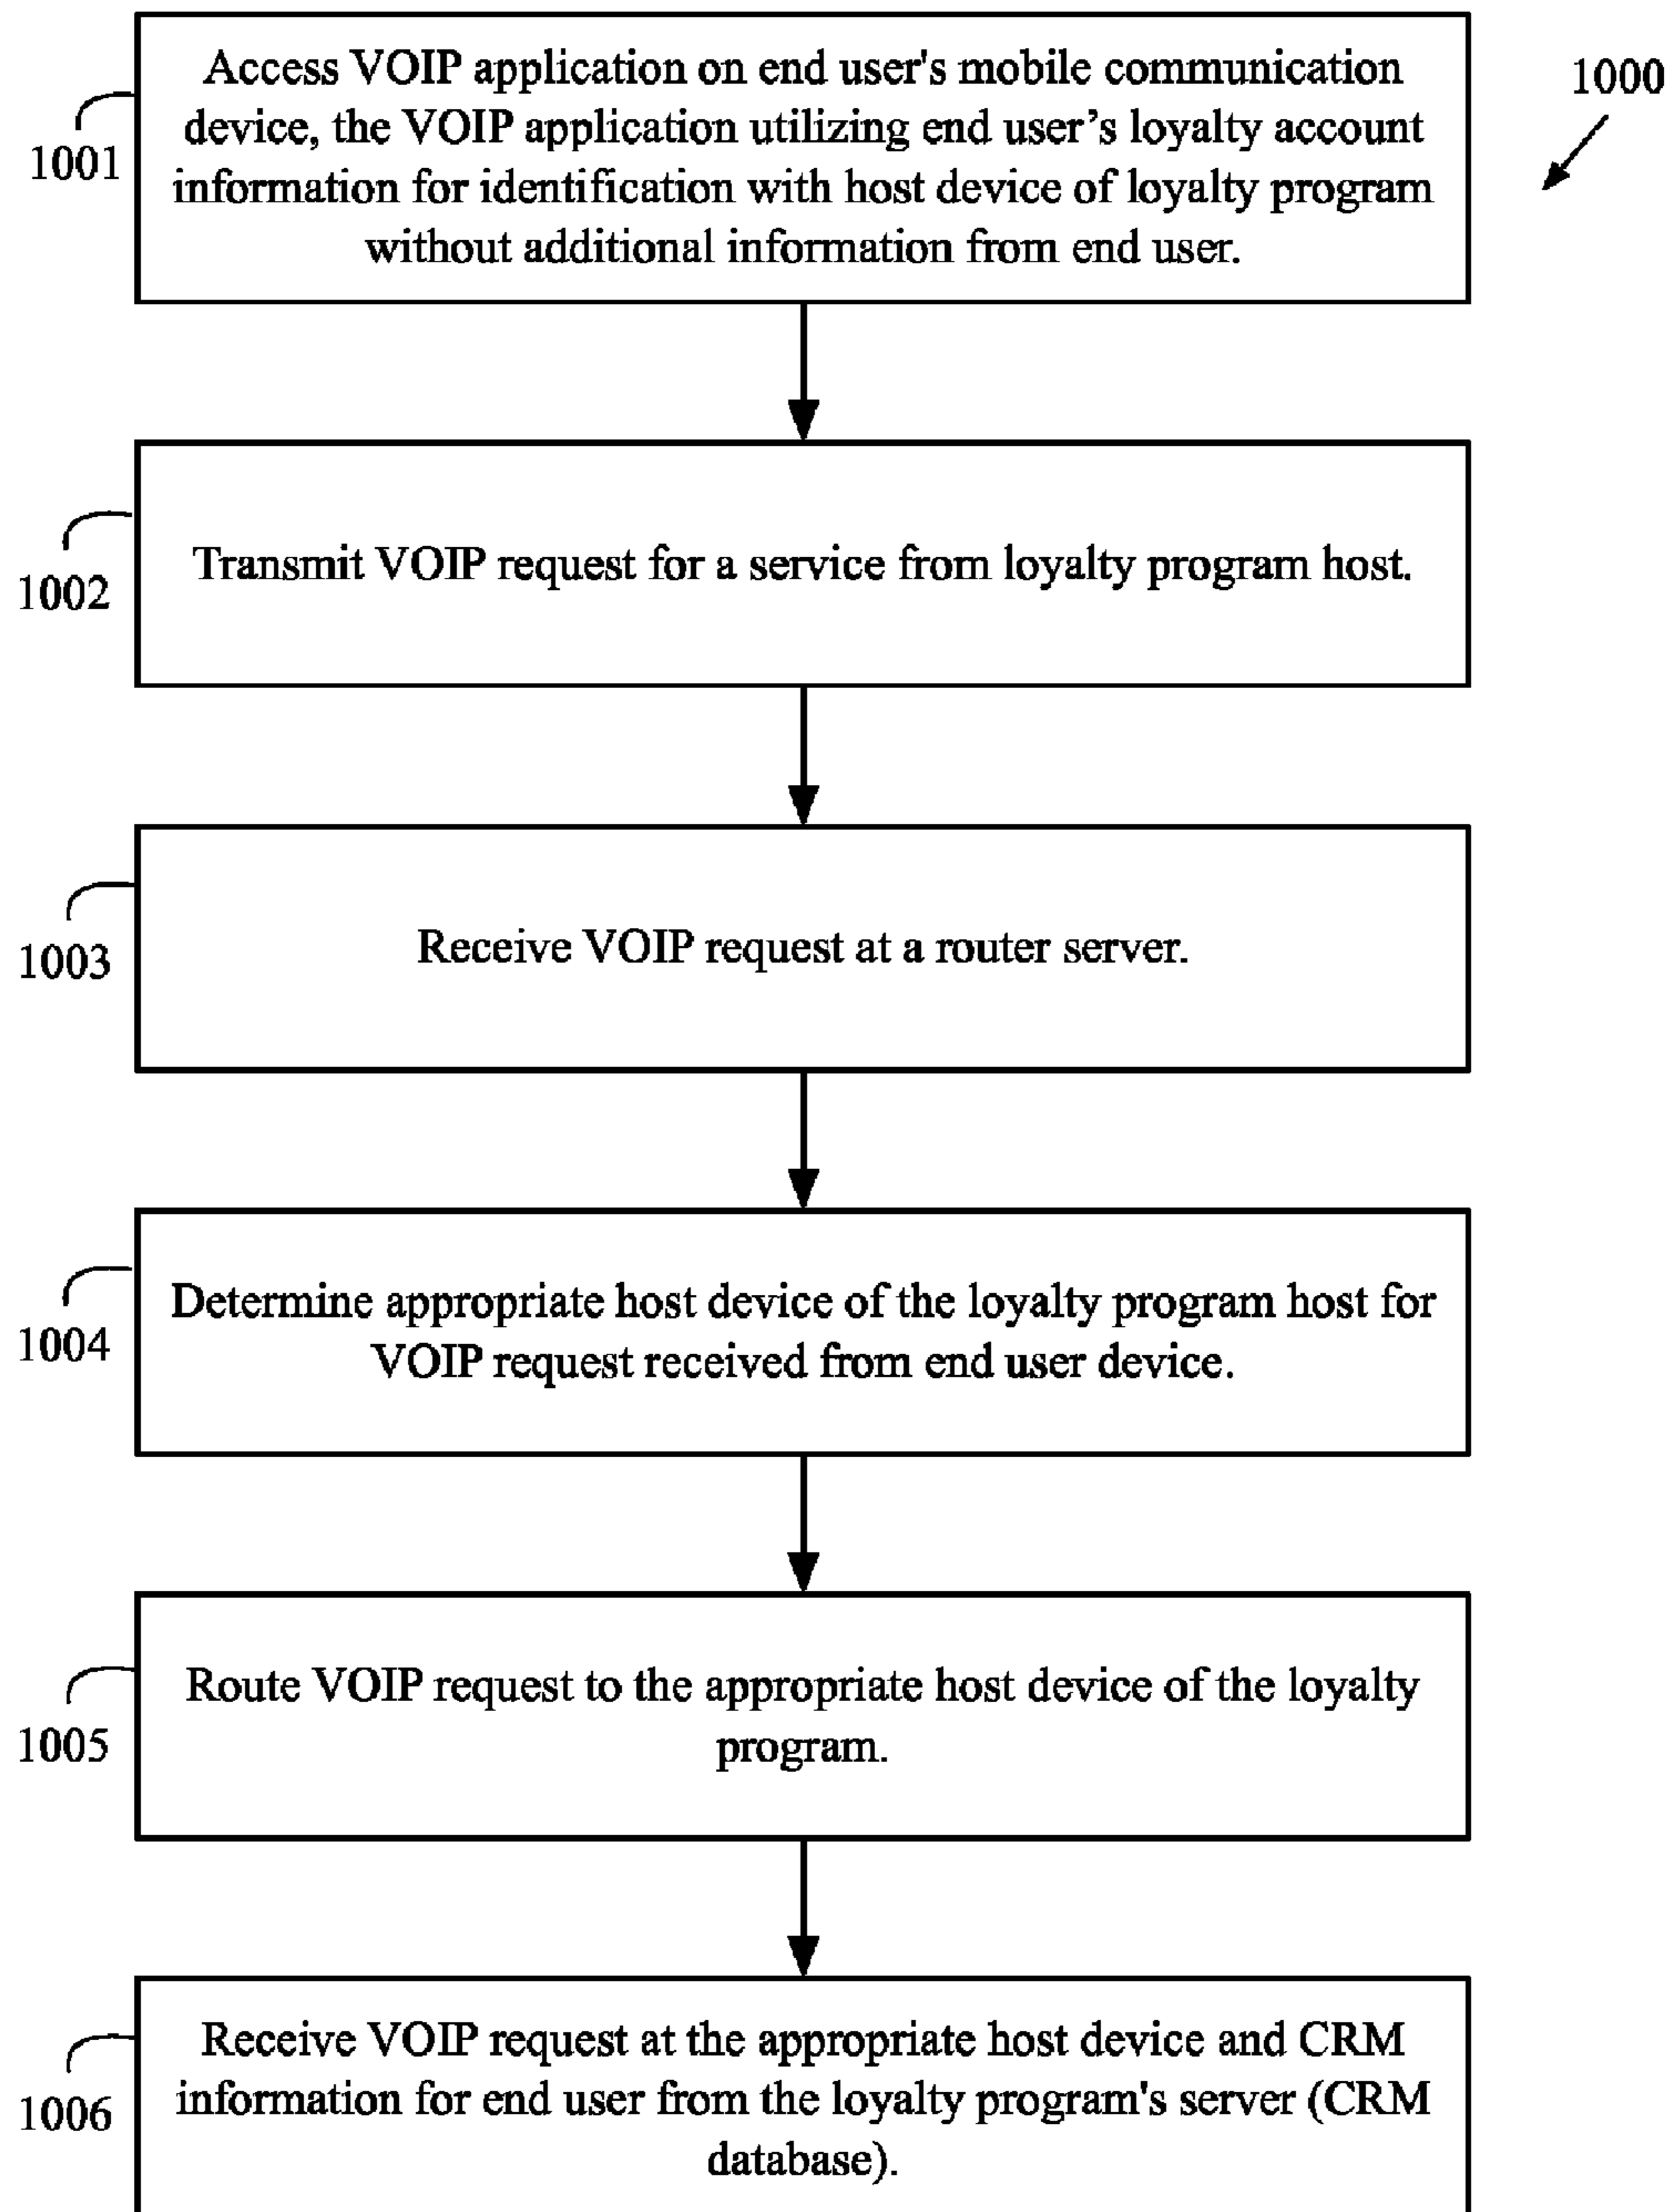 Access VOIP application on end user's mobile communication
device, the VOIP application utilizing end user’s loyalty account
information for identification with host device of loyalty program
without additional information from end user.
1000
1001
Transmit VOIP request for a service from loyalty program host.
1002
Receive VOIP request at a router server.
1003
Determine appropriate host device of the loyalty program host for
VOIP request received from end user device.
1004
Route VOIP request to the appropriate host device of the loyalty
program.
1005
Receive VOIP request at the appropriate host device and CRM
information for end user from the loyalty program's server (CRM
database).
1006